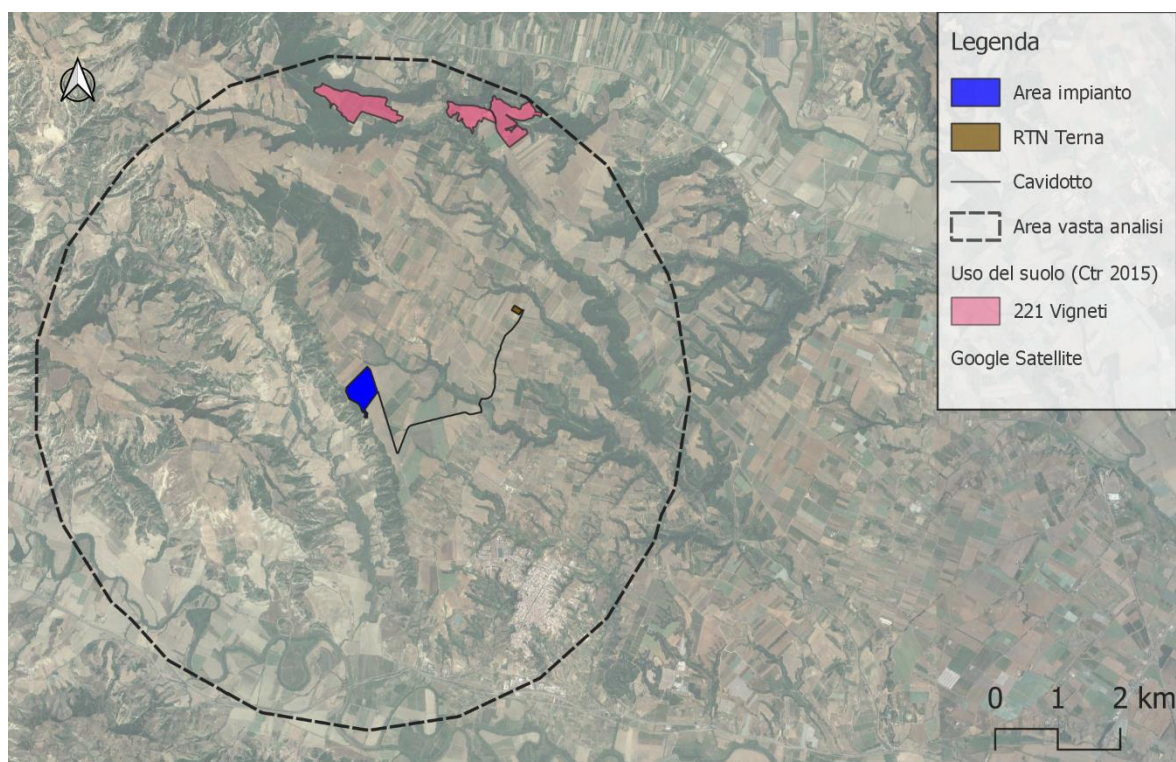 Legenda
Area impianto
RTN Terna
Cavidotto
Area vasta analisi
Uso del suolo (Ctr 2015)
221 Vigneti
Google Satellite
0 1 2 km